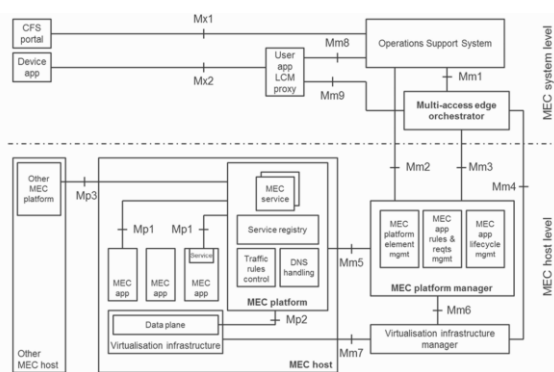 CFS
portal
Mx1
Operations Support System
Device
app
Mx2
User
app
LCM
proxy
Mm8
Mm9
Mm1
Multi-access edge
orchestrator
MEC system level
Mm2
Mm3
Mm4
MEC host level
Other
MEC
platform
Mp3
Mp1
Mp1
MEC
service
Service registry
Traffic
rules
control
DNS
handling
MEC platform
MEC
app
MEC
app
Service
MEC
app
Mm5
MEC
platform
element
mgmt
MEC
app
rules &
reqts
mgmt
MEC
app
lifecycle
mgmt
MEC platform manager
Mp2
Mm6
Data plane
Virtualisation infrastructure
Mm7
Virtualisation infrastructure
manager
Other
MEC host
MEC host